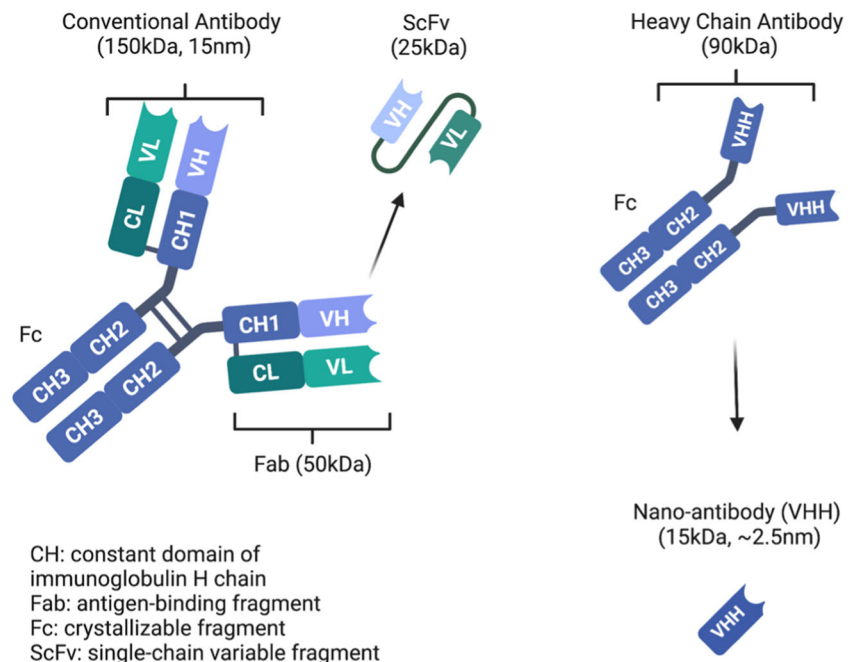 Conventional Antibody
(150kDa, 15nm)
ScFv
(25kDa)
Heavy Chain Antibody
(90kDa)
VL
VH
CL
CH1
VH
VL
VHH
VHH
Fc
CH2
CH3
CH2
CH3
Fc
CH2
CH3
CH2
CH3
CH1
VH
CL
VL
Fab (50kDa)
Nano-antibody (VHH)
(15kDa, ~2.5nm)
VHH
CH: constant domain of
immunoglobulin H chain
Fab: antigen-binding fragment
Fc: crystallizable fragment
ScFv: single-chain variable fragment